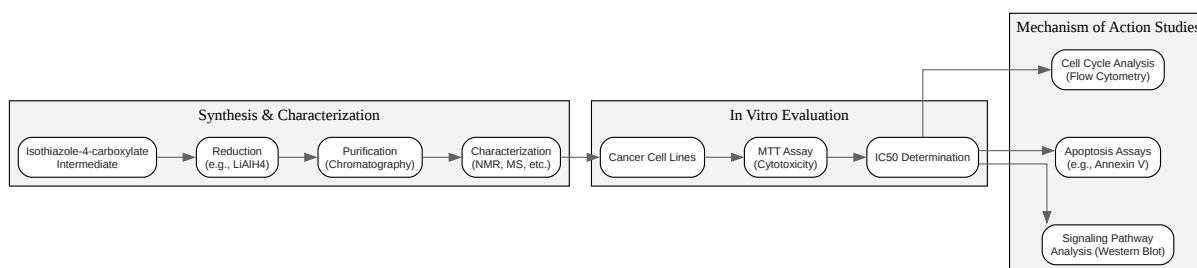 Synthesis & Characterization
Isothiazole-4-carboxylate
Intermediate
Reduction
(e.g., LiAlH4)
Purification
(Chromatography)
Characterization
(NMR, MS, etc.)
In Vitro Evaluation
Cancer Cell Lines
MTT Assay
(Cytotoxicity)
IC50 Determination
Mechanism of Action Studies
Cell Cycle Analysis
(Flow Cytometry)
Apoptosis Assays
(e.g., Annexin V)
Signaling Pathway
Analysis (Western Blot)